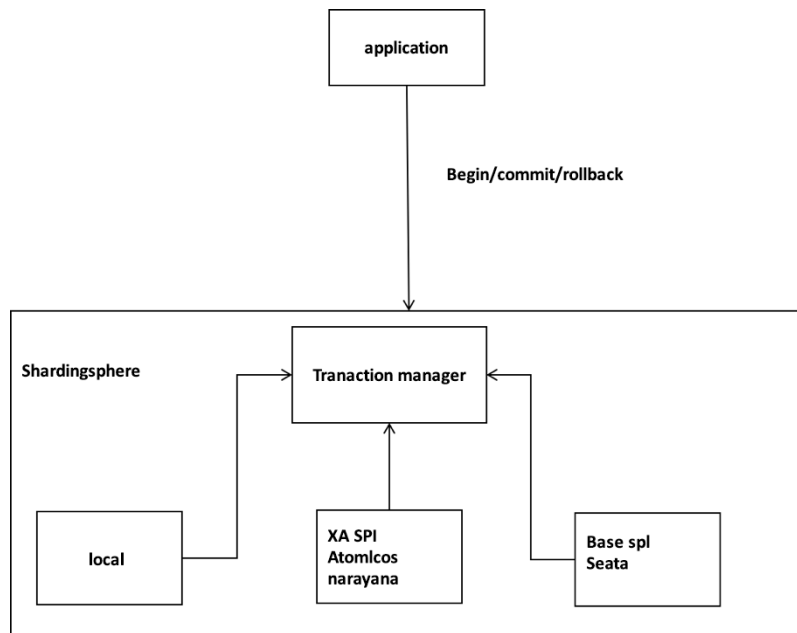 application
Begin/commit/rollback
Shardingsphere
Tranaction manager
local
XA SPI
Atomlcos
narayana
Base spl
Seata